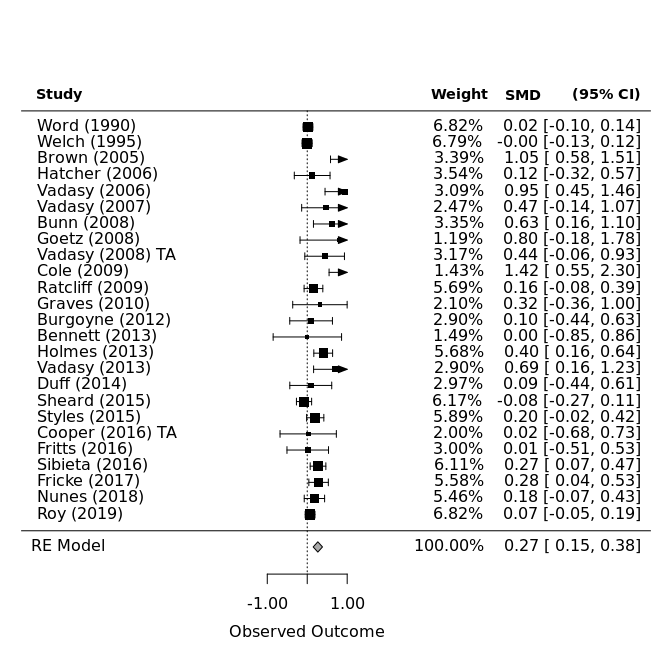 Study Weight SMD (95% CI)
Word (1990) 6.82% 0.02 [-0.10, 0.14]
Welch (1995) 6.79% -0.00 [-0.13, 0.12]
Brown (2005) 3.39% 1.05 [ 0.58, 1.51]
Hatcher (2006) 3.54% 0.12 [-0.32, 0.57]
Vadasy (2006) 3.09% 0.95 [ 0.45, 1.46]
Vadasy (2007) 2.47% 0.47 [-0.14, 1.07]
Bunn (2008) 3.35% 0.63 [ 0.16, 1.10]
Goetz (2008) 1.19% 0.80 [-0.18, 1.78]
Vadasy (2008) TA 3.17% 0.44 [-0.06, 0.93]
Cole (2009) 1.43% 1.42 [ 0.55, 2.30]
Ratcliff (2009) 5.69% 0.16 [-0.08, 0.39]
Graves (2010) 2.10% 0.32 [-0.36, 1.00]
Burgoyne (2012) 2.90% 0.10 [-0.44, 0.63]
Bennett (2013) 1.49% 0.00 [-0.85, 0.86]
Holmes (2013) 5.68% 0.40 [ 0.16, 0.64]
Vadasy (2013) 2.90% 0.69 [ 0.16, 1.23]
Duff (2014) 2.97% 0.09 [-0.44, 0.61]
Sheard (2015) 6.17% -0.08 [-0.27, 0.11]
Styles (2015) 5.89% 0.20 [-0.02, 0.42]
Cooper (2016) TA 2.00% 0.02 [-0.68, 0.73]
Fritts (2016) 3.00% 0.01 [-0.51, 0.53]
Sibieta (2016) 6.11% 0.27 [ 0.07, 0.47]
Fricke (2017) 5.58% 0.28 [ 0.04, 0.53]
Nunes (2018) 5.46% 0.18 [-0.07, 0.43]
Roy (2019) 6.82% 0.07 [-0.05, 0.19]
RE Model 100.00% 0.27 [ 0.15, 0.38]
-1.00 1.00
Observed Outcome